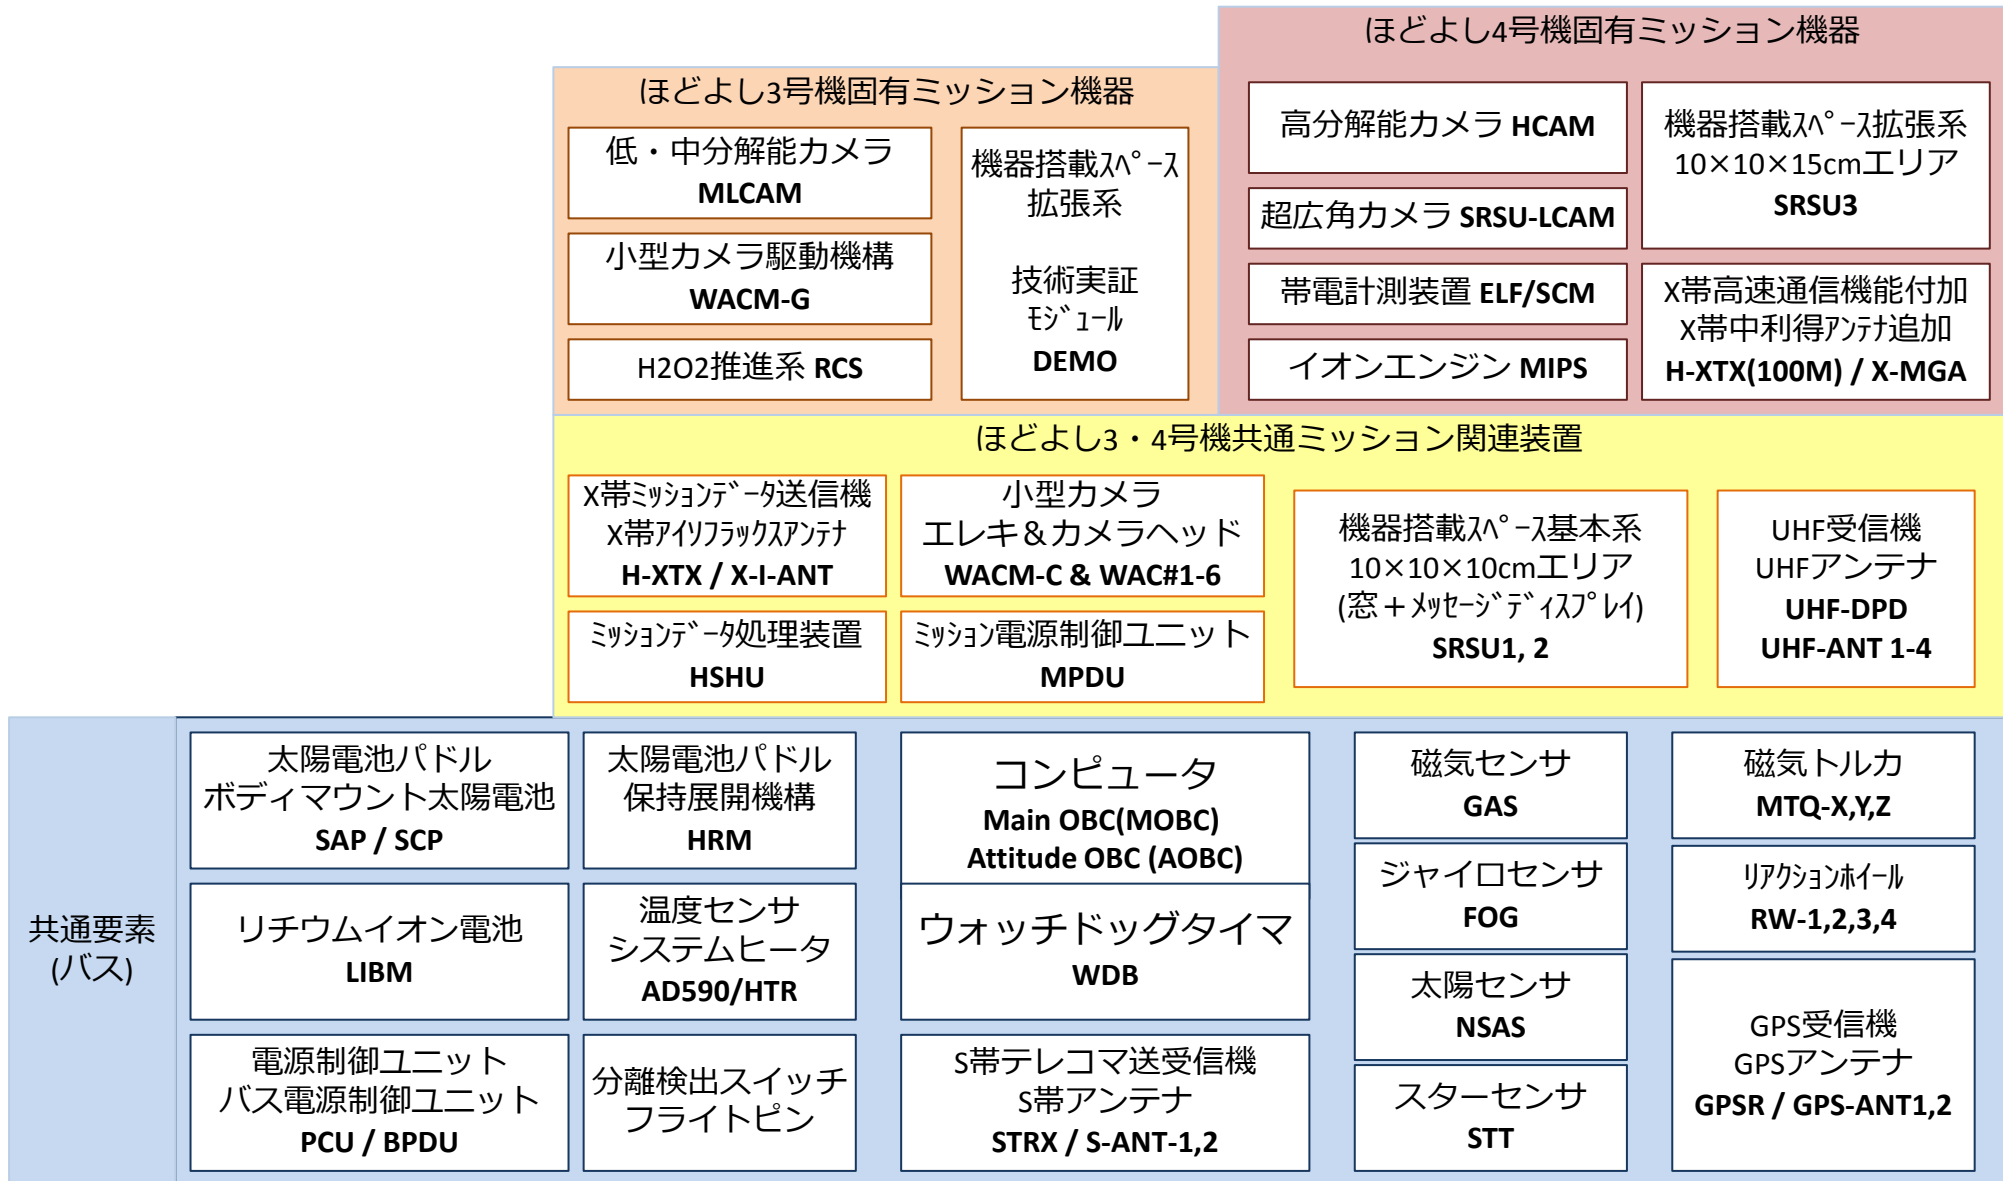 ほどよし4号機固有ミッション機器
高分解能カメラ HCAM
超広角カメラ SRSU-LCAM
帯電計測装置 ELF/SCM
イオンエンジン MIPS
機器搭載ｽﾍﾟｰｽ拡張系
10×10×15cmエリア
SRSU3
X帯高速通信機能付加
X帯中利得ｱﾝﾃﾅ追加
H-XTX(100M) / X-MGA
ほどよし3号機固有ミッション機器
低・中分解能カメラ
MLCAM
小型カメラ駆動機構
WACM-G
H2O2推進系 RCS
機器搭載ｽﾍﾟｰｽ
拡張系
技術実証
ﾓｼﾞｭｰﾙ
DEMO
ほどよし3・4号機共通ミッション関連装置
X帯ﾐｯｼｮﾝﾃﾞｰﾀ送信機
X帯ｱｲｿﾌﾗｯｸｽｱﾝﾃﾅ
H-XTX / X-I-ANT
小型カメラ
エレキ＆カメラヘッド
WACM-C & WAC#1-6
ﾐｯｼｮﾝﾃﾞｰﾀ処理装置
HSHU
ﾐｯｼｮﾝ電源制御ユニット
MPDU
機器搭載ｽﾍﾟｰｽ基本系
10×10×10cmエリア
(窓＋ﾒｯｾｰｼﾞﾃﾞｨｽﾌﾟﾚｲ)
SRSU1, 2
UHF受信機
UHFアンテナ
UHF-DPD
UHF-ANT 1-4
共通要素
(バス)
太陽電池パドル
ボディマウント太陽電池
SAP / SCP
太陽電池パドル
保持展開機構
HRM
コンピュータ
Main OBC(MOBC)
Attitude OBC (AOBC)
磁気センサ
GAS
磁気トルカ
MTQ-X,Y,Z
リチウムイオン電池
LIBM
温度センサ
システムヒータ
AD590/HTR
ウォッチドッグタイマ
WDB
ジャイロセンサ
FOG
ﾘｱｸｼｮﾝﾎｲｰﾙ
RW-1,2,3,4
太陽センサ
NSAS
電源制御ユニット
バス電源制御ユニット
PCU / BPDU
分離検出スイッチ
フライトピン
S帯テレコマ送受信機
S帯アンテナ
STRX / S-ANT-1,2
スターセンサ
STT
GPS受信機
GPSアンテナ
GPSR / GPS-ANT1,2